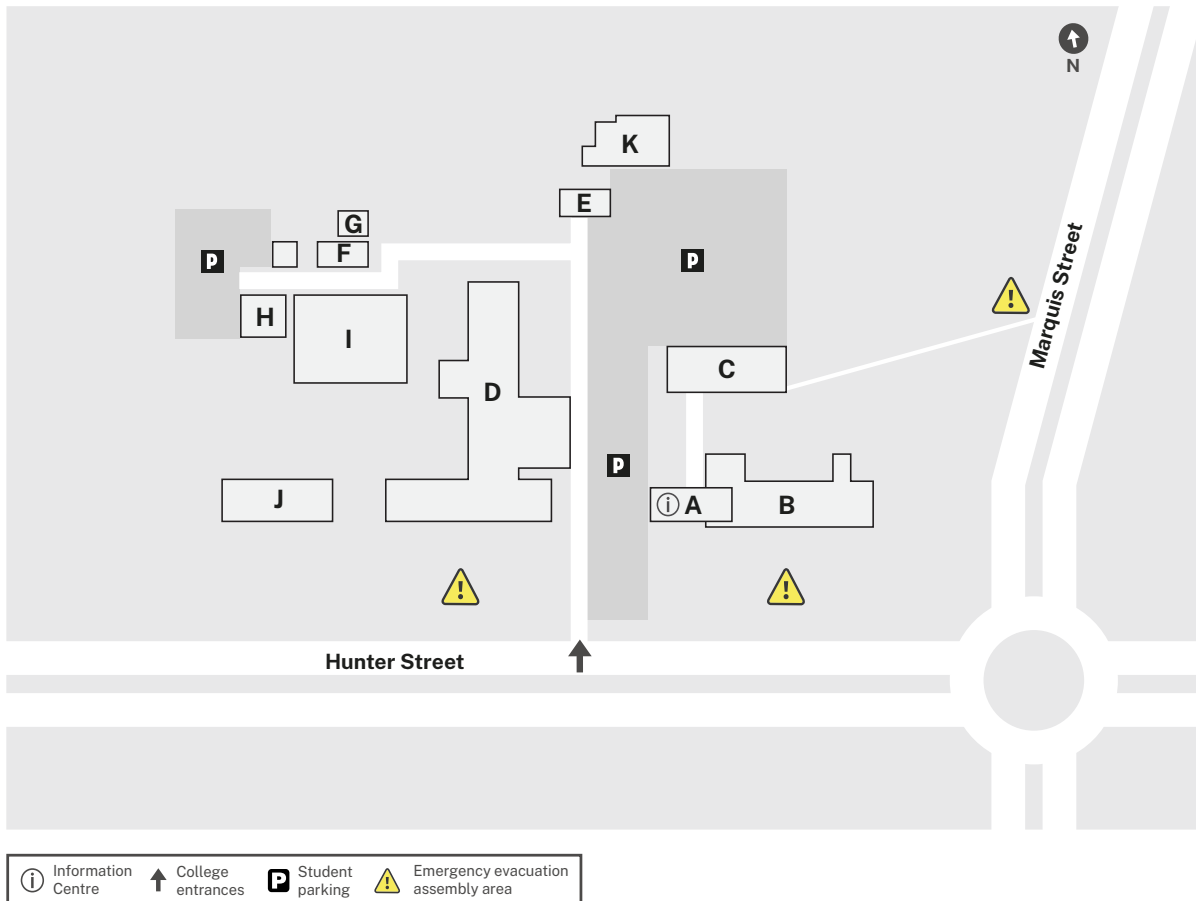 N
K
E
G
P
F
P
H
I
Marquis Street
C
D
P
J
A
B
Hunter Street
Information
Centre
College
entrances
P
Student
parking
Emergency evacuation
assembly area